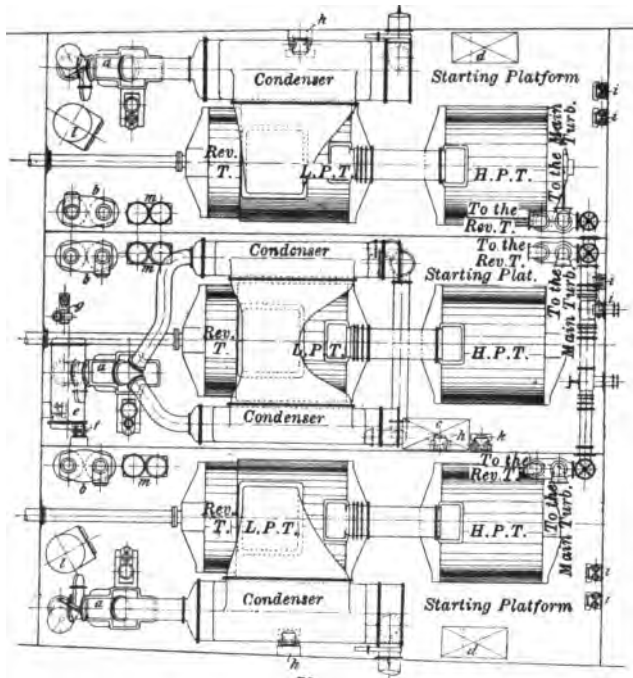 h
a
Condenser
d
Starting Platform
i
i
l
Rev.
T.
L.P.T.
H.P.T.
To the Main
Turb.
b
m
To the
Rev. T.
b
m
Condenser
To the
Rev. T.
Starting Plat.
i
i
g
Rev.
T.
L.P.T.
H.P.T.
To the
Main Turb.
a
e
f
Condenser
c
h
k
b
m
To the
Rev. T.
l
Rev.
T.
L.P.T.
H.P.T.
To the
Main Turb.
a
Condenser
Starting Platform
i
i
h
d